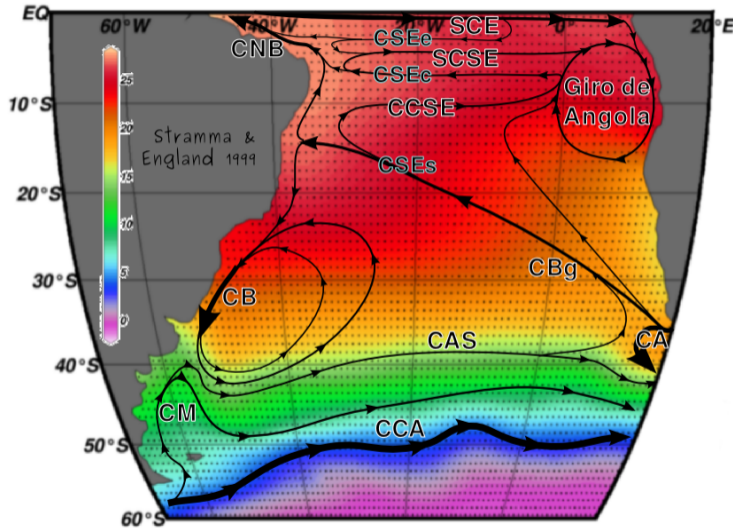 EQ
60°W
40°W
20°W
0°
20°E
SCE
CSEe
CNB
SCSE
CSEc
Giro de
Angola
CCSE
10°S
Stramma &
England 1999
25
20
15
10
5
0
CSEs
20°S
CBg
30°S
CB
CAS
CA
40°S
CM
CCA
50°S
60°S